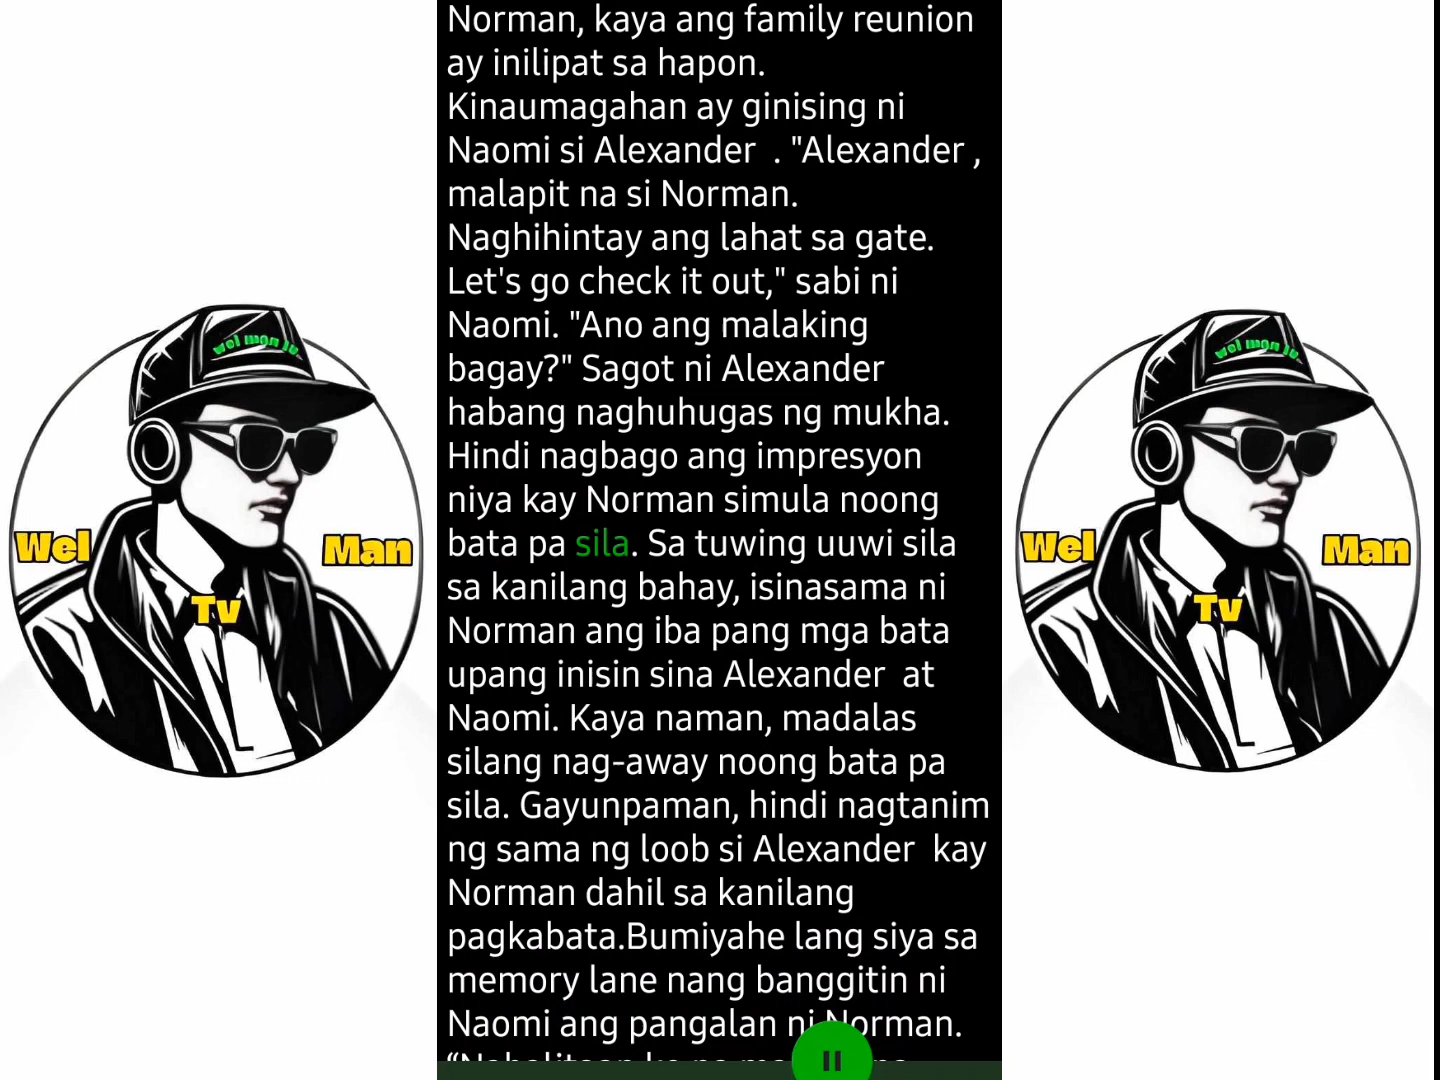 Norman, kaya ang family reunion
ay inilipat sa hapon.
Kinaumagahan ay ginising ni
Naomi si Alexander  . "Alexander ,
malapit na si Norman.
Naghihintay ang lahat sa gate.
Let's go check it out," sabi ni
Naomi. "Ano ang malaking
bagay?" Sagot ni Alexander
habang naghuhugas ng mukha.
Hindi nagbago ang impresyon
niya kay Norman simula noong
bata pa sila. Sa tuwing uuwi sila
sa kanilang bahay, isinasama ni
Norman ang iba pang mga bata
upang inisin sina Alexander  at
Naomi. Kaya naman, madalas
silang nag-away noong bata pa
sila. Gayunpaman, hindi nagtanim
ng sama ng loob si Alexander  kay
Norman dahil sa kanilang
pagkabata.Bumiyahe lang siya sa
memory lane nang banggitin ni
Naomi ang pangalan ni Norman.
wel man tv
Wel Man
Tv
wel man tv
Wel Man
Tv